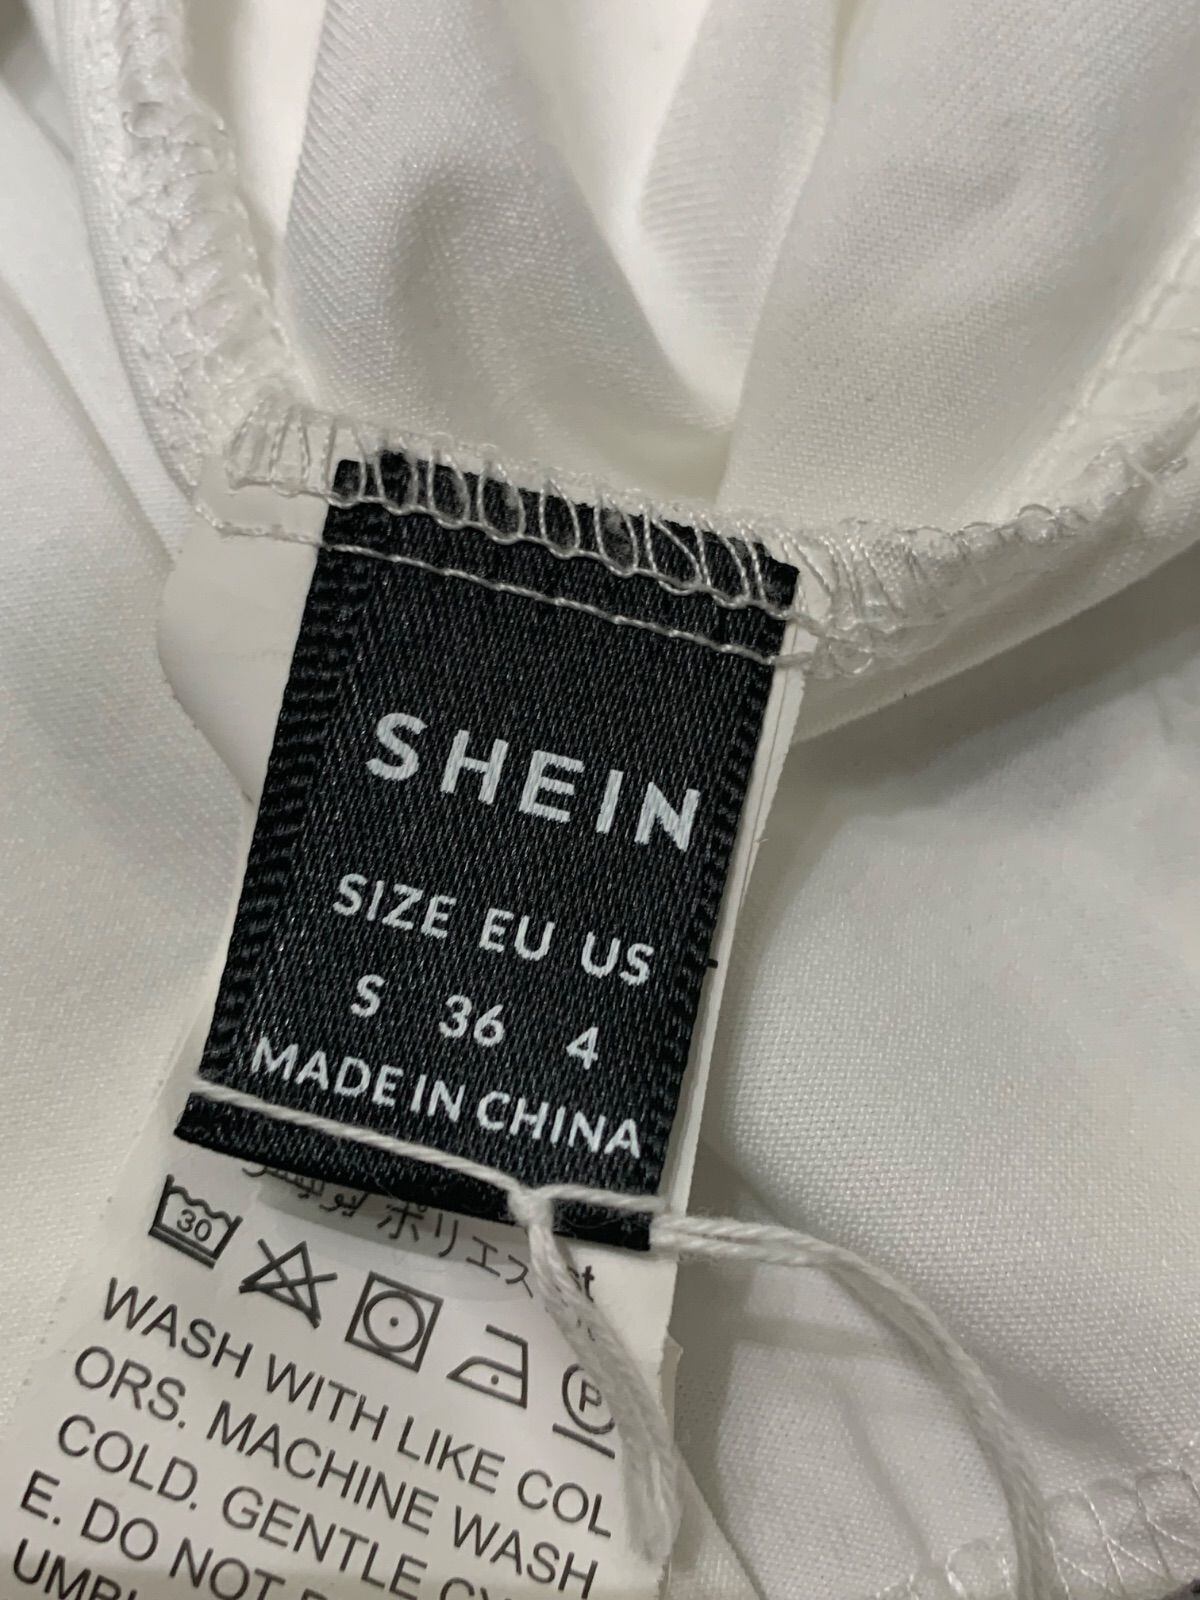 SHEIN
SIZE EU US
S 36 4
MADE IN CHINA
ポリエス
30
P
WASH WITH LIKE COL
ORS. MACHINE WASH
COLD. GENTLE CY
E. DO NOT